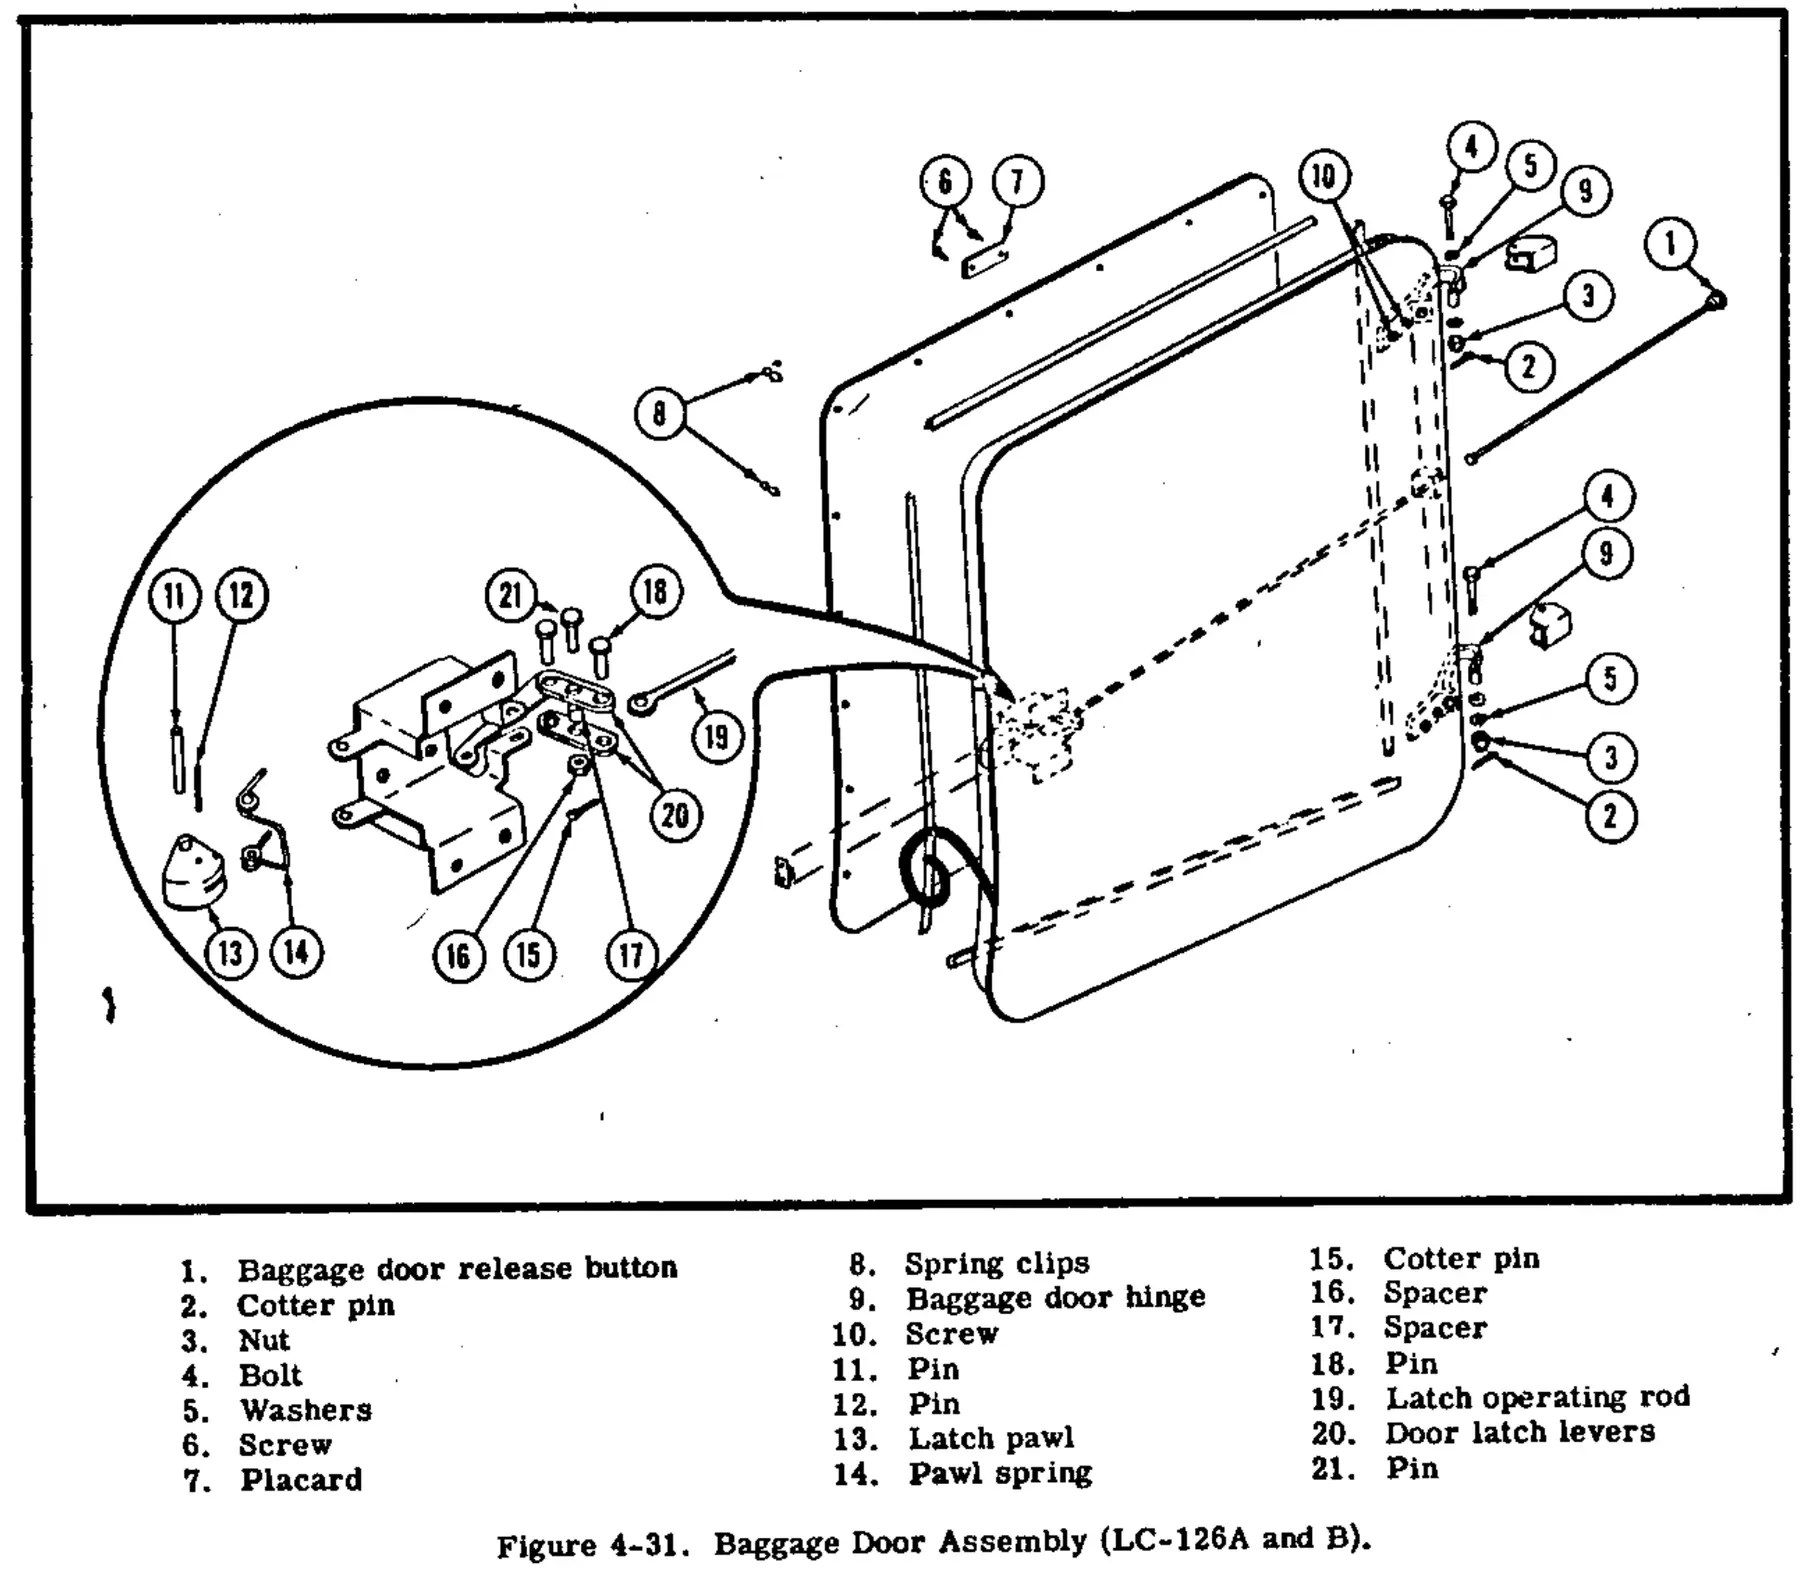 6 7 10 4 5 9 1
3
2
8
4
9
11 12 21 18
5
19
3
20
2
13 14 16 15 17
1. Baggage door release button
2. Cotter pin
3. Nut
4. Bolt
5. Washers
6. Screw
7. Placard
8. Spring clips
9. Baggage door hinge
10. Screw
11. Pin
12. Pin
13. Latch pawl
14. Pawl spring
15. Cotter pin
16. Spacer
17. Spacer
18. Pin
19. Latch operating rod
20. Door latch levers
21. Pin
Figure 4-31. Baggage Door Assembly (LC-126A and B).